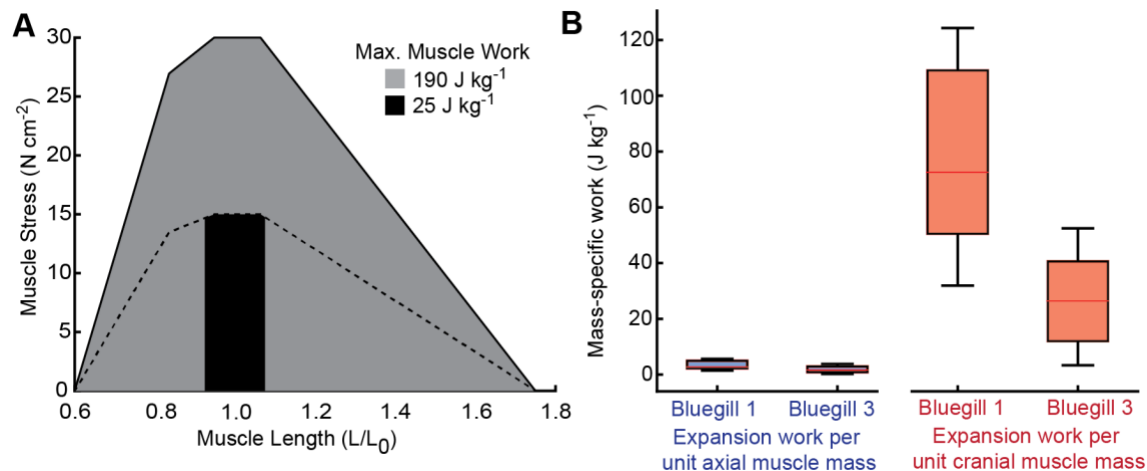 A
Muscle Stress (N cm⁻²)
30
25
20
15
10
5
0
0.6 0.8 1.0 1.2 1.4 1.6 1.8
Muscle Length (L/L₀)
Max. Muscle Work
190 J kg⁻¹
25 J kg⁻¹
B
Mass-specific work (J kg⁻¹)
120
100
80
60
40
20
0
Bluegill 1 Bluegill 3
Expansion work per
unit axial muscle mass
Bluegill 1 Bluegill 3
Expansion work per
unit cranial muscle mass